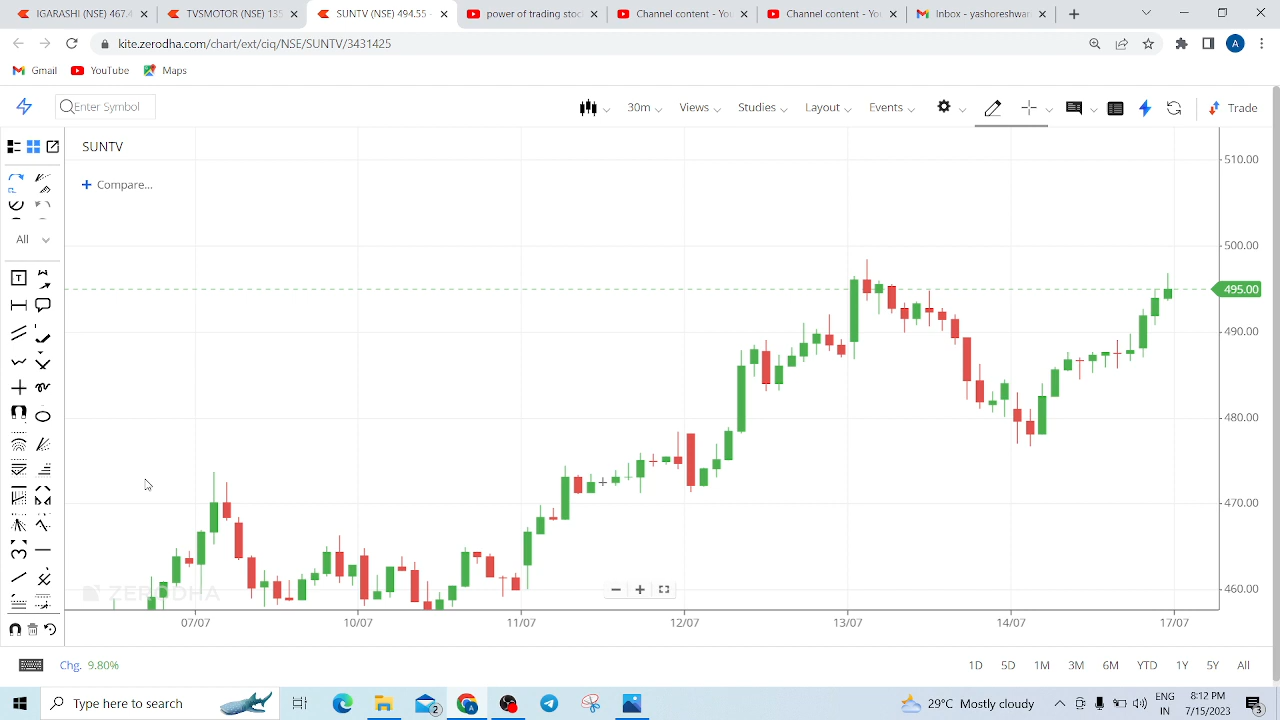 IGARASHI (NSE) 467.4
TVSMOTOR (NSE) 135
SUNTV (NSE) 494.55 -
power of trading stoc
Channel content - Yo
Channel content - Yo
Inbox - yashoreshwar
kite.zerodha.com/chart/ext/ciq/NSE/SUNTV/3431425
A
Gmail
YouTube
Maps
Enter Symbol
30m
Views
Studies
Layout
Events
Trade
SUNTV
+ Compare...
All
T
510.00
500.00
495.00
490.00
480.00
470.00
460.00
ZERODHA
07/07
10/07
11/07
12/07
13/07
14/07
17/07
Chg. 9.80%
1D
5D
1M
3M
6M
YTD
1Y
5Y
All
Type here to search
2
A
29°C Mostly cloudy
ENG
IN
8:12 PM
7/15/2023
3